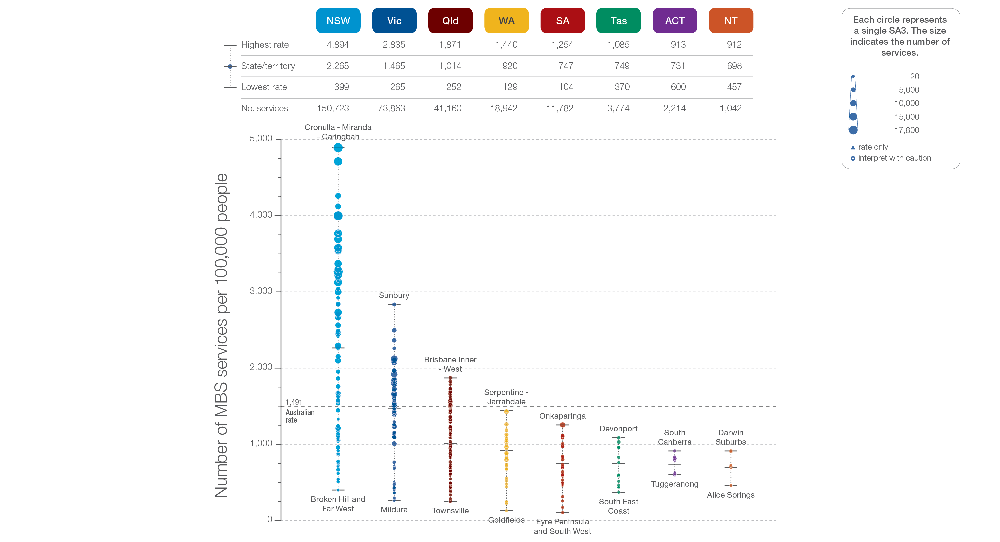 NSW Vic Qld WA SA Tas ACT NT
Highest rate 4,894 2,835 1,871 1,440 1,254 1,085 913 912
State/territory 2,265 1,465 1,014 920 747 749 731 698
Lowest rate 399 265 252 129 104 370 600 457
No. services 150,723 73,863 41,160 18,942 11,782 3,774 2,214 1,042
Each circle represents
a single SA3. The size
indicates the number of
services.
20
5,000
10,000
15,000
17,800
rate only
interpret with caution
Number of MBS services per 100,000 people
5,000
4,000
3,000
2,000
1,000
0
1,491
Australian
rate
Cronulla - Miranda
- Caringbah
Broken Hill and
Far West
Sunbury
Mildura
Brisbane Inner
- West
Townsville
Serpentine -
Jarrahdale
Goldfields
Onkaparinga
Eyre Peninsula
and South West
Devonport
South East
Coast
South
Canberra
Tuggeranong
Darwin
Suburbs
Alice Springs